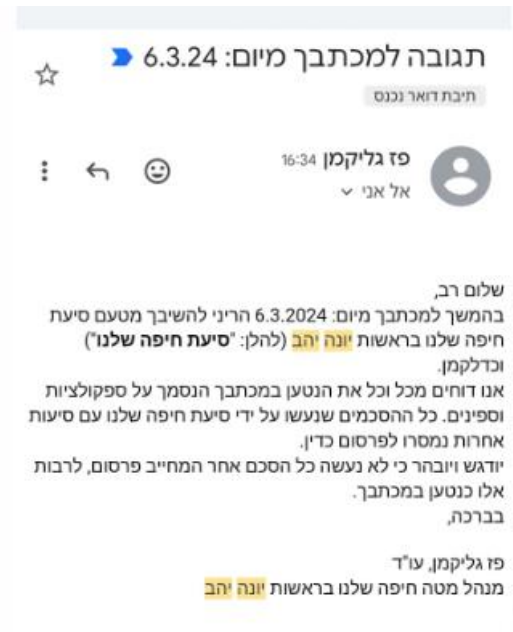 תגובה למכתבך מיום: 6.3.24
תיבת דואר נכנס
פז גליקמן 16:34
אל אני
שלום רב,
בהמשך למכתבך מיום: 6.3.2024 הריני להשיבך מטעם סיעת
חיפה שלנו בראשות יונה יהב (להלן: "סיעת חיפה שלנו")
וכדלקמן.
אנו דוחים מכל וכל את הנטען במכתבך הנסמך על ספקולציות
וספינים. כל ההסכמים שנעשו על ידי סיעת חיפה שלנו עם סיעות
אחרות נמסרו לפרסום כדין.
יודגש ויובהר כי לא נעשה כל הסכם אחר המחייב פרסום, לרבות
אלו כנטען במכתבך.
בברכה,
פז גליקמן, עו"ד
מנהל מטה חיפה שלנו בראשות יונה יהב